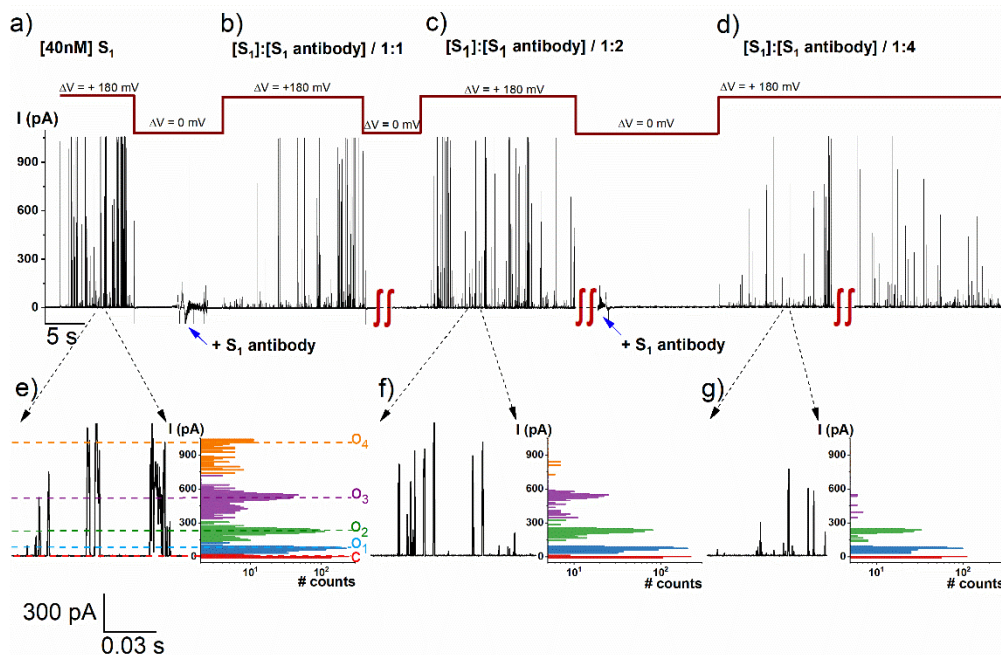 a)
b)
c)
d)
[40nM] S₁
[S₁]:[S₁ antibody] / 1:1
[S₁]:[S₁ antibody] / 1:2
[S₁]:[S₁ antibody] / 1:4
ΔV = + 180 mV
ΔV = 0 mV
ΔV = +180 mV
ΔV = 0 mV
ΔV = + 180 mV
ΔV = 0 mV
ΔV = + 180 mV
I (pA)
900
600
300
0
5 s
+ S₁ antibody
+ S₁ antibody
e)
I (pA)
900
600
300
0
O₄
O₃
O₂
O₁
C
10¹
10²
# counts
300 pA
0.03 s
f)
I (pA)
900
600
300
0
10¹
10²
# counts
g)
I (pA)
900
600
300
0
10¹
10²
# counts